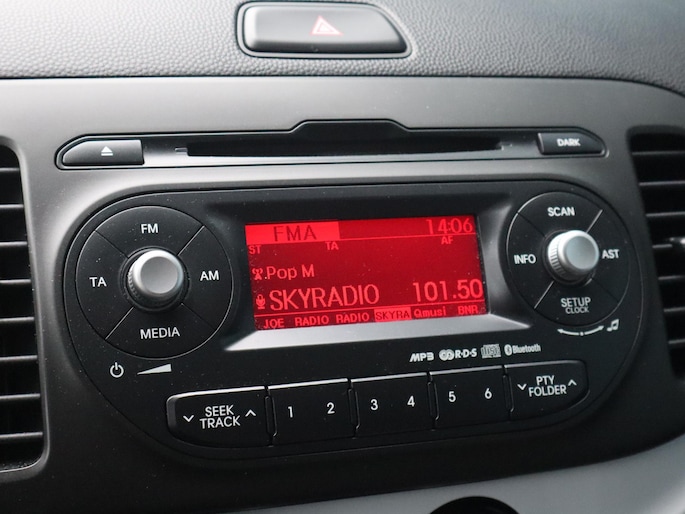 DARK
FM
TA
AM
MEDIA
FMA 14:06
ST TA AF
Pop M
SKYRADIO 101.50
JOE RADIO RADIO SKYRA Q.musi BNR
SCAN
INFO
AST
SETUP
CLOCK
MP3 R·D·S Bluetooth
SEEK
TRACK
1 2 3 4 5 6
PTY
FOLDER